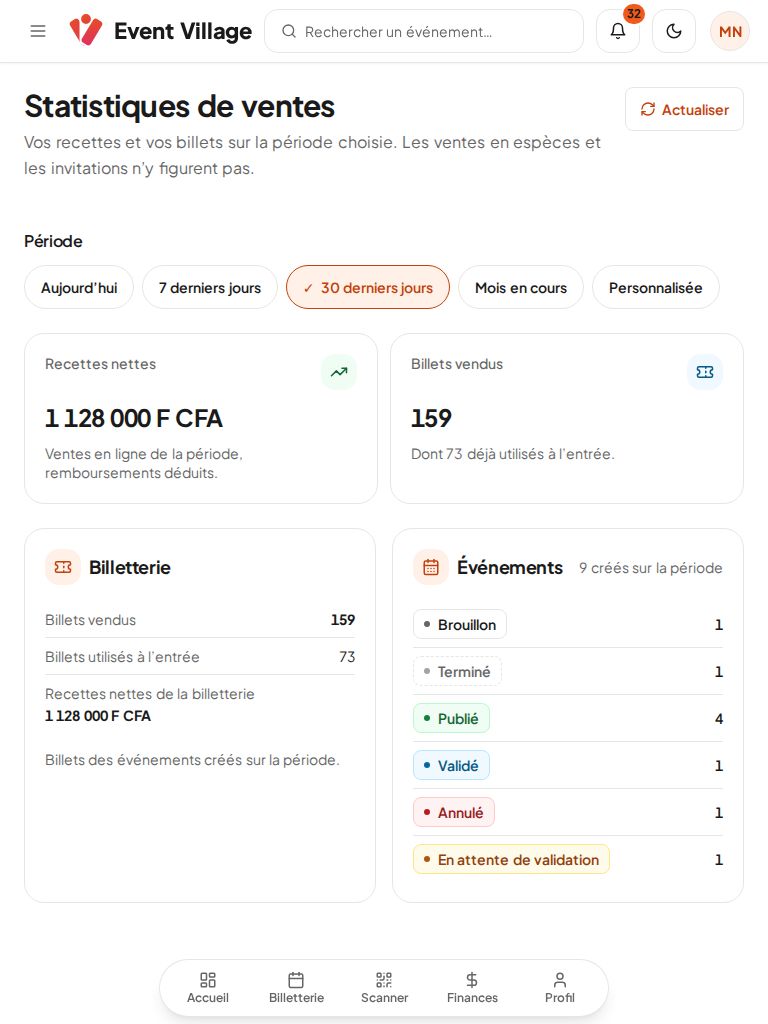 Event Village
Rechercher un événement...
32
MN
Statistiques de ventes
Actualiser
Vos recettes et vos billets sur la période choisie. Les ventes en espèces et
les invitations n’y figurent pas.
Période
Aujourd’hui
7 derniers jours
✓ 30 derniers jours
Mois en cours
Personnalisée
Recettes nettes
1 128 000 F CFA
Ventes en ligne de la période,
remboursements déduits.
Billets vendus
159
Dont 73 déjà utilisés à l’entrée.
Billetterie
Billets vendus 159
Billets utilisés à l’entrée 73
Recettes nettes de la billetterie
1 128 000 F CFA
Billets des événements créés sur la période.
Événements 9 créés sur la période
Brouillon 1
Terminé 1
Publié 4
Validé 1
Annulé 1
En attente de validation 1
Accueil
Billetterie
Scanner
Finances
Profil